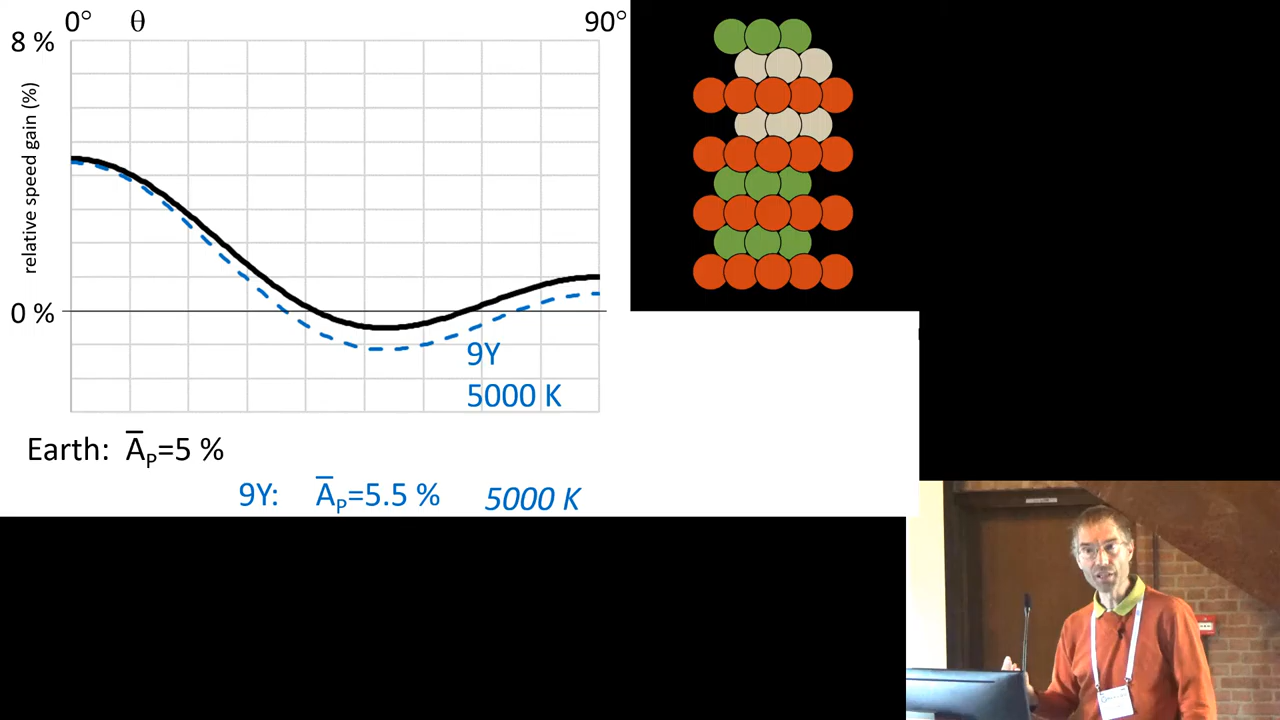 0° θ 90°
8 %
relative speed gain (%)
0 %
9Y
5000 K
Earth: A̅P=5 %
9Y: A̅P=5.5 % 5000 K